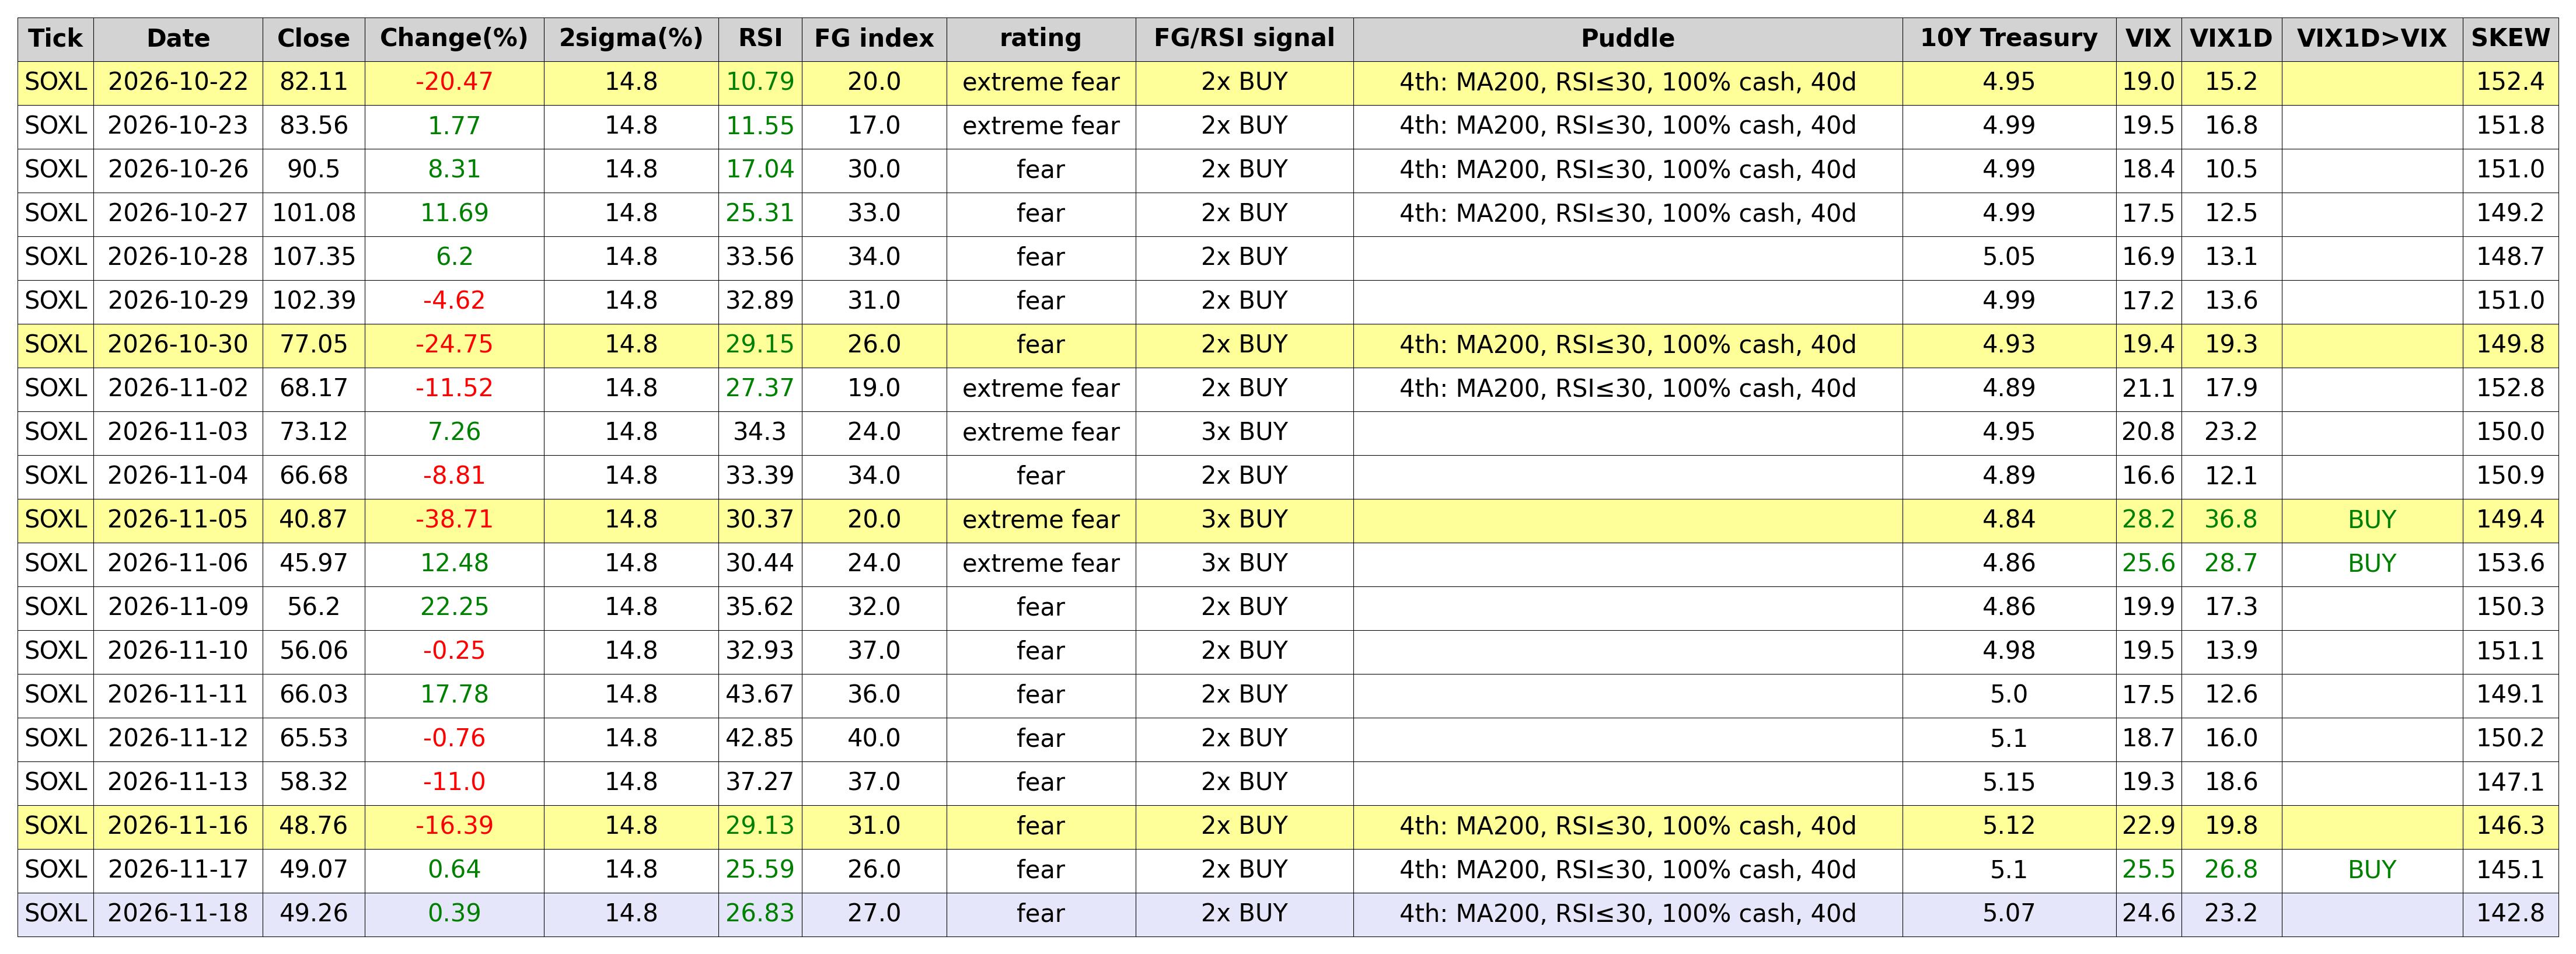 Tick Date Close Change(%) 2sigma(%) RSI FG index rating FG/RSI signal Puddle 10Y Treasury VIX VIX1D VIX1D>VIX SKEW
SOXL 2026-10-22 82.11 -20.47 14.8 10.79 20.0 extreme fear 2x BUY 4th: MA200, RSI≤30, 100% cash, 40d 4.95 19.0 15.2 152.4
SOXL 2026-10-23 83.56 1.77 14.8 11.55 17.0 extreme fear 2x BUY 4th: MA200, RSI≤30, 100% cash, 40d 4.99 19.5 16.8 151.8
SOXL 2026-10-26 90.5 8.31 14.8 17.04 30.0 fear 2x BUY 4th: MA200, RSI≤30, 100% cash, 40d 4.99 18.4 10.5 151.0
SOXL 2026-10-27 101.08 11.69 14.8 25.31 33.0 fear 2x BUY 4th: MA200, RSI≤30, 100% cash, 40d 4.99 17.5 12.5 149.2
SOXL 2026-10-28 107.35 6.2 14.8 33.56 34.0 fear 2x BUY 5.05 16.9 13.1 148.7
SOXL 2026-10-29 102.39 -4.62 14.8 32.89 31.0 fear 2x BUY 4.99 17.2 13.6 151.0
SOXL 2026-10-30 77.05 -24.75 14.8 29.15 26.0 fear 2x BUY 4th: MA200, RSI≤30, 100% cash, 40d 4.93 19.4 19.3 149.8
SOXL 2026-11-02 68.17 -11.52 14.8 27.37 19.0 extreme fear 2x BUY 4th: MA200, RSI≤30, 100% cash, 40d 4.89 21.1 17.9 152.8
SOXL 2026-11-03 73.12 7.26 14.8 34.3 24.0 extreme fear 3x BUY 4.95 20.8 23.2 150.0
SOXL 2026-11-04 66.68 -8.81 14.8 33.39 34.0 fear 2x BUY 4.89 16.6 12.1 150.9
SOXL 2026-11-05 40.87 -38.71 14.8 30.37 20.0 extreme fear 3x BUY 4.84 28.2 36.8 BUY 149.4
SOXL 2026-11-06 45.97 12.48 14.8 30.44 24.0 extreme fear 3x BUY 4.86 25.6 28.7 BUY 153.6
SOXL 2026-11-09 56.2 22.25 14.8 35.62 32.0 fear 2x BUY 4.86 19.9 17.3 150.3
SOXL 2026-11-10 56.06 -0.25 14.8 32.93 37.0 fear 2x BUY 4.98 19.5 13.9 151.1
SOXL 2026-11-11 66.03 17.78 14.8 43.67 36.0 fear 2x BUY 5.0 17.5 12.6 149.1
SOXL 2026-11-12 65.53 -0.76 14.8 42.85 40.0 fear 2x BUY 5.1 18.7 16.0 150.2
SOXL 2026-11-13 58.32 -11.0 14.8 37.27 37.0 fear 2x BUY 5.15 19.3 18.6 147.1
SOXL 2026-11-16 48.76 -16.39 14.8 29.13 31.0 fear 2x BUY 4th: MA200, RSI≤30, 100% cash, 40d 5.12 22.9 19.8 146.3
SOXL 2026-11-17 49.07 0.64 14.8 25.59 26.0 fear 2x BUY 4th: MA200, RSI≤30, 100% cash, 40d 5.1 25.5 26.8 BUY 145.1
SOXL 2026-11-18 49.26 0.39 14.8 26.83 27.0 fear 2x BUY 4th: MA200, RSI≤30, 100% cash, 40d 5.07 24.6 23.2 142.8